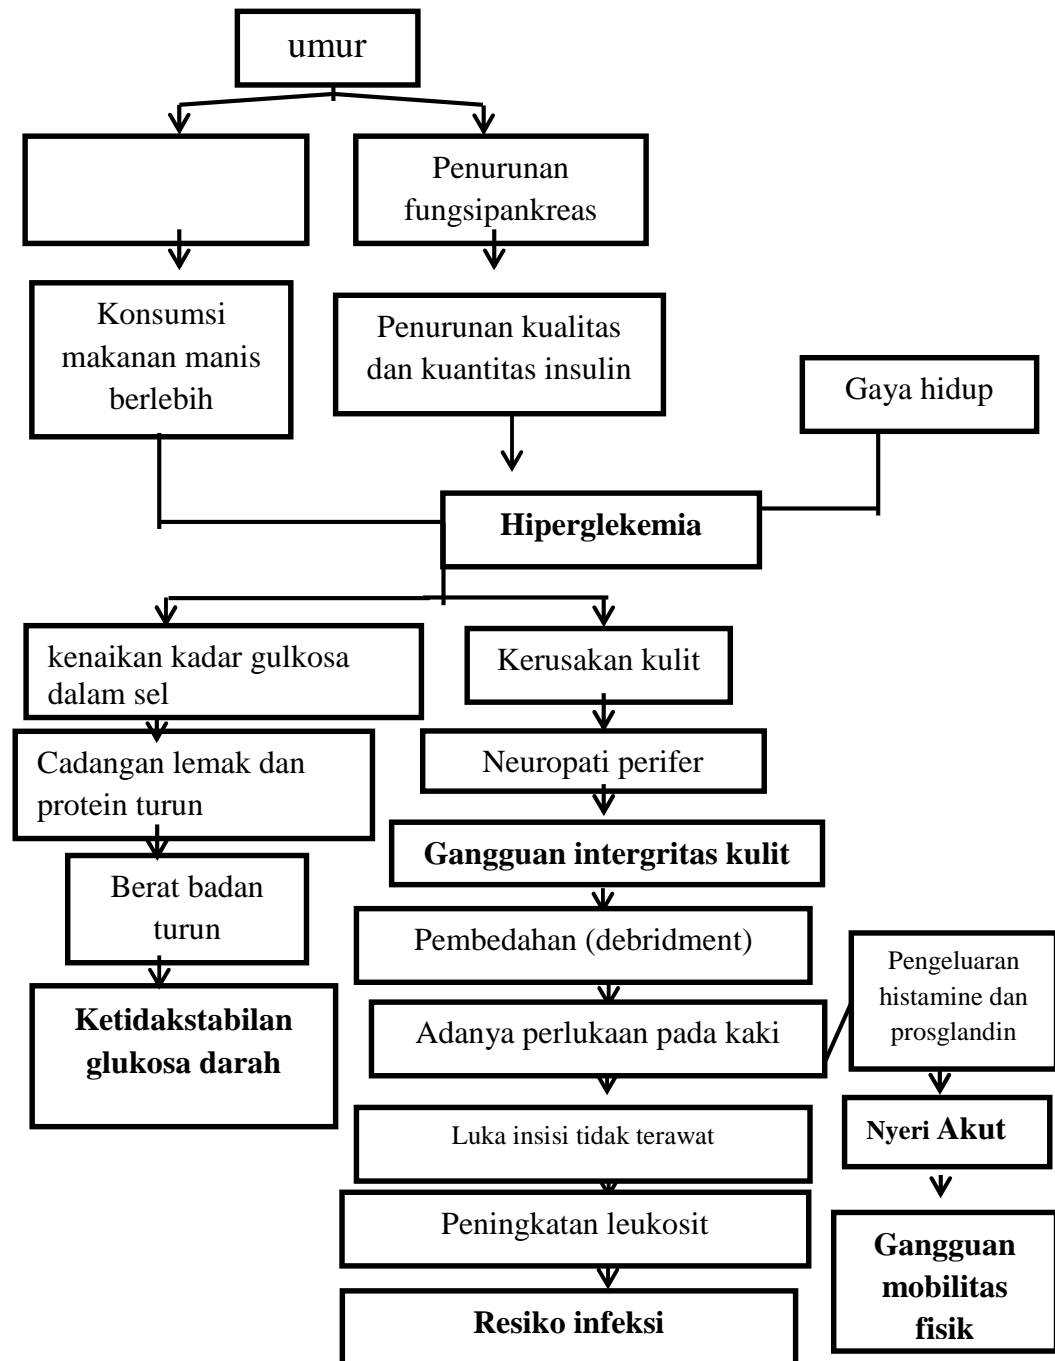 umur
Penurunan
fungsipankreas
Konsumsi
makanan manis
berlebih
Penurunan kualitas
dan kuantitas insulin
Gaya hidup
Hiperglekemia
kenaikan kadar gulkosa
dalam sel
Kerusakan kulit
Cadangan lemak dan
protein turun
Neuropati perifer
Gangguan intergritas kulit
Berat badan
turun
Pembedahan (debridment)
Pengeluaran
histamine dan
prosglandin
Ketidakstabilan
glukosa darah
Adanya perlukaan pada kaki
Luka insisi tidak terawat
Nyeri Akut
Peningkatan leukosit
Gangguan
mobilitas
fisik
Resiko infeksi